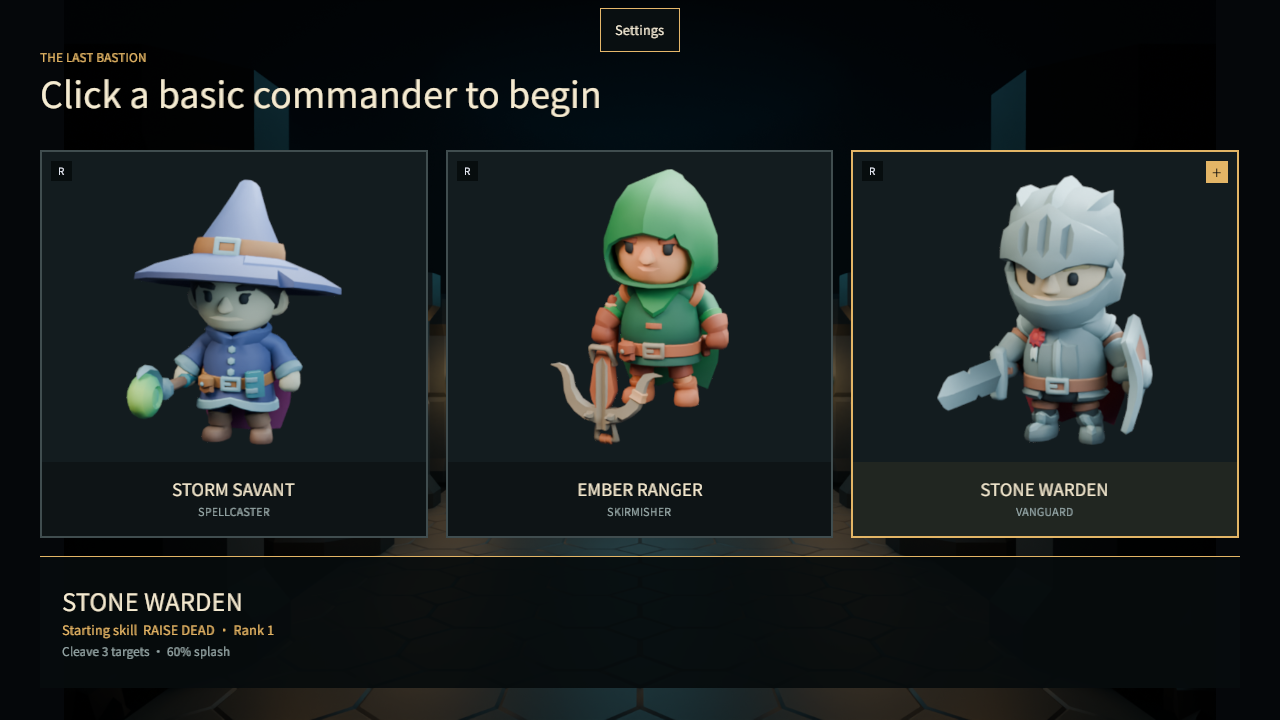 Settings
THE LAST BASTION
Click a basic commander to begin
R
R
R
+
STORM SAVANT
SPELLCASTER
EMBER RANGER
SKIRMISHER
STONE WARDEN
VANGUARD
STONE WARDEN
Starting skill RAISE DEAD • Rank 1
Cleave 3 targets • 60% splash